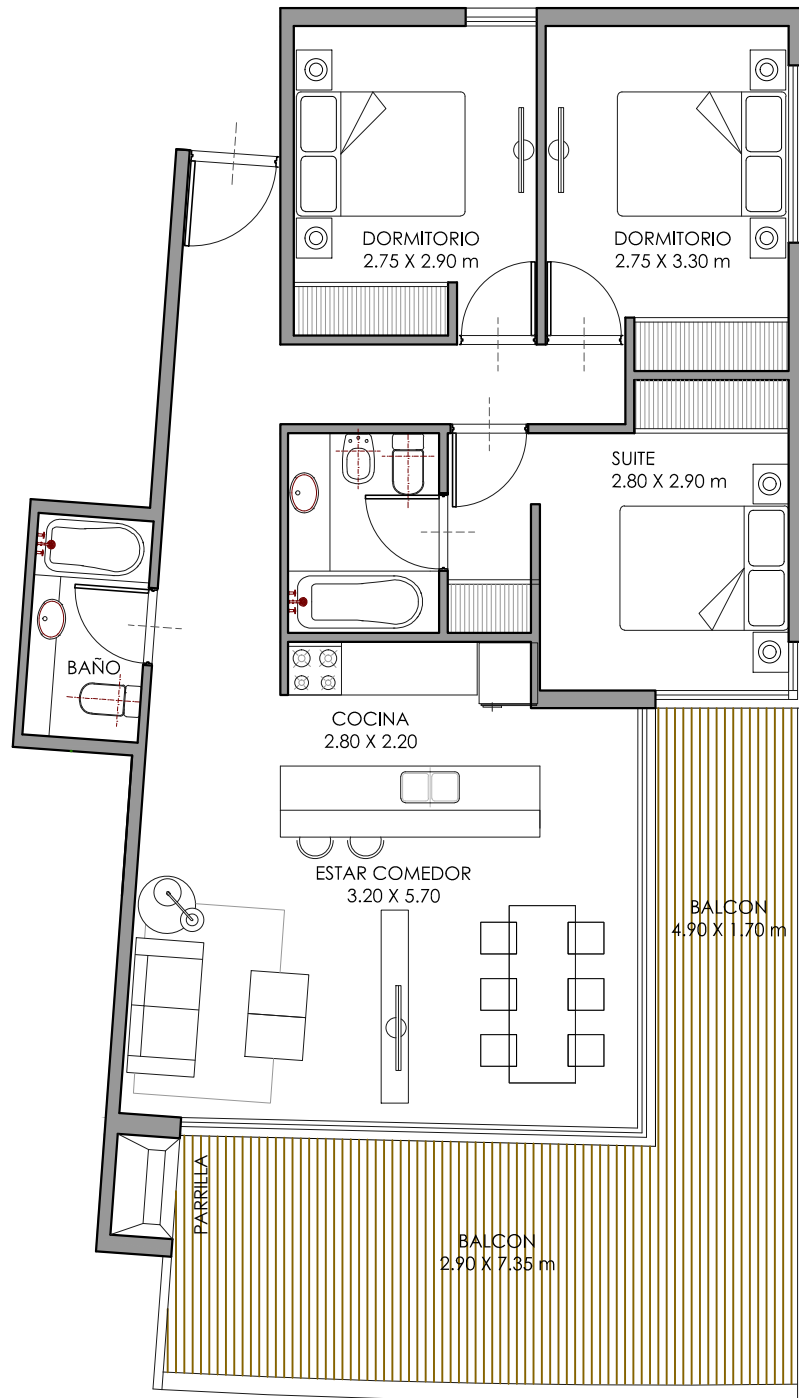 DORMITORIO
2.75 X 2.90 m
DORMITORIO
2.75 X 3.30 m
SUITE
2.80 X 2.90 m
BAÑO
COCINA
2.80 X 2.20
ESTAR COMEDOR
3.20 X 5.70
BALCON
4.90 X 1.70 m
PARRILLA
BALCON
2.90 X 7.35 m